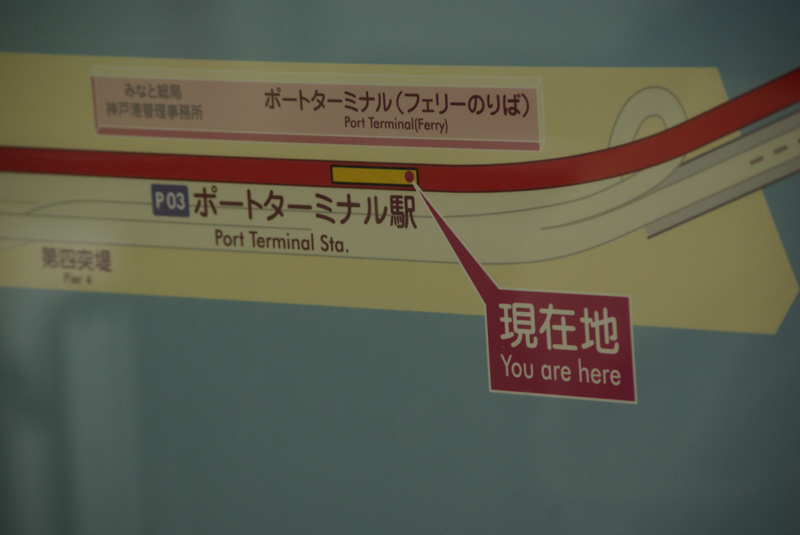 みなと総局
神戸港管理事務所
ポートターミナル（フェリーのりば）
Port Terminal(Ferry)
P03
ポートターミナル駅
Port Terminal Sta.
第四突堤
Pier 4
現在地
You are here